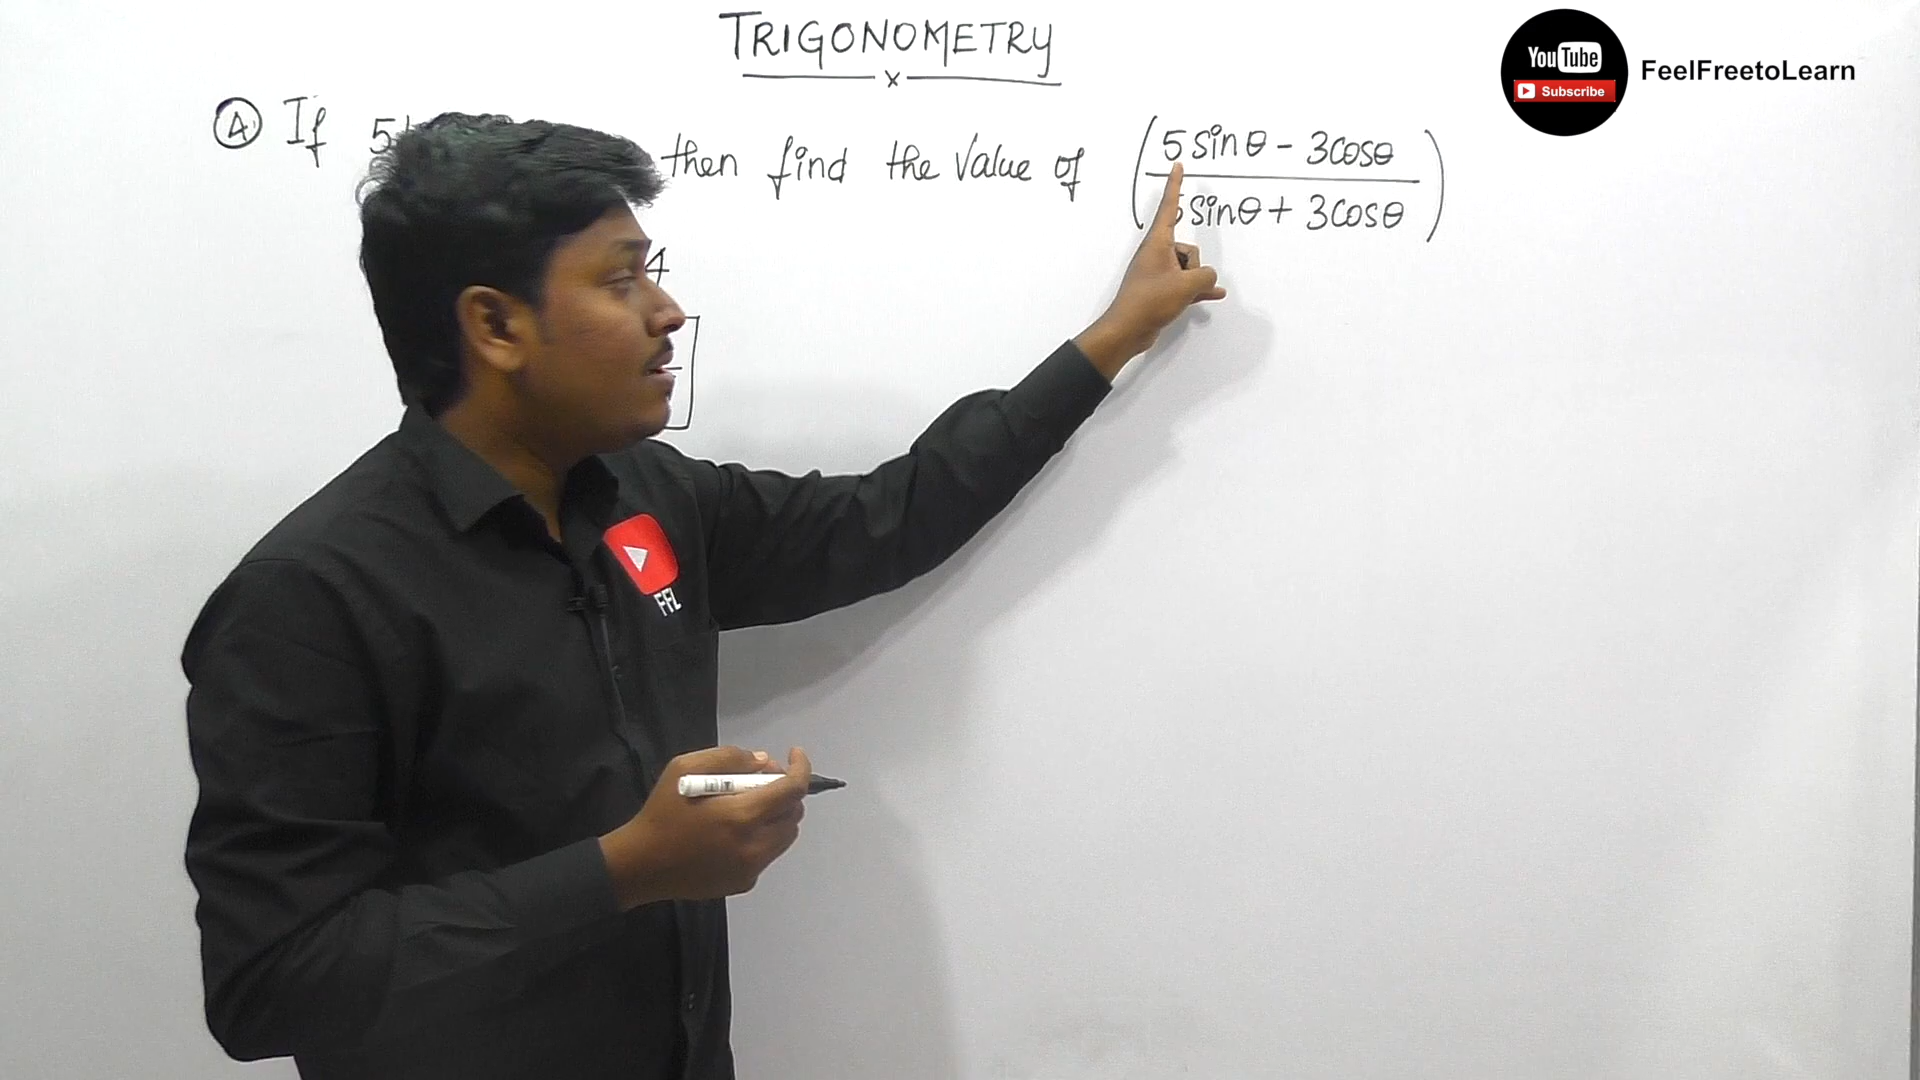 TRIGONOMETRY
x
YouTube
Subscribe
FeelFreetoLearn
4 If 5 then find the value of (5sinθ - 3cosθ
5sinθ + 3cosθ)
4
FFL